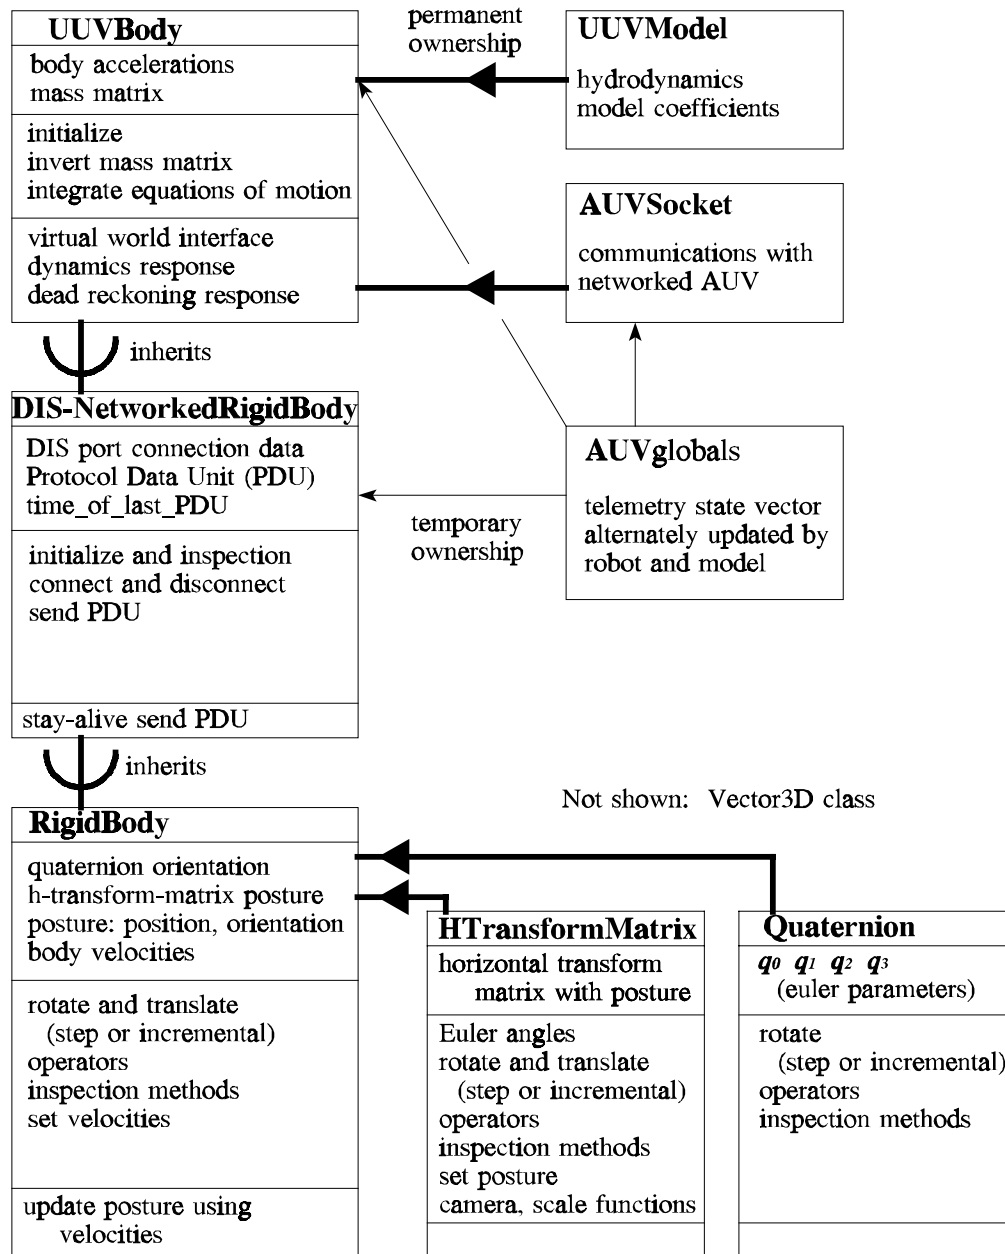 UUVBody
body accelerations
mass matrix
initialize
invert mass matrix
integrate equations of motion
virtual world interface
dynamics response
dead reckoning response
permanent
ownership
UUVModel
hydrodynamics
model coefficients
AUVSocket
communications with
networked AUV
inherits
DIS-NetworkedRigidBody
DIS port connection data
Protocol Data Unit (PDU)
time_of_last_PDU
initialize and inspection
connect and disconnect
send PDU
stay-alive send PDU
temporary
ownership
AUVglobals
telemetry state vector
alternately updated by
robot and model
inherits
Not shown: Vector3D class
RigidBody
quaternion orientation
h-transform-matrix posture
posture: position, orientation
body velocities
rotate and translate
(step or incremental)
operators
inspection methods
set velocities
update posture using
velocities
HTransformMatrix
horizontal transform
matrix with posture
Euler angles
rotate and translate
(step or incremental)
operators
inspection methods
set posture
camera, scale functions
Quaternion
q0 q1 q2 q3
(euler parameters)
rotate
(step or incremental)
operators
inspection methods